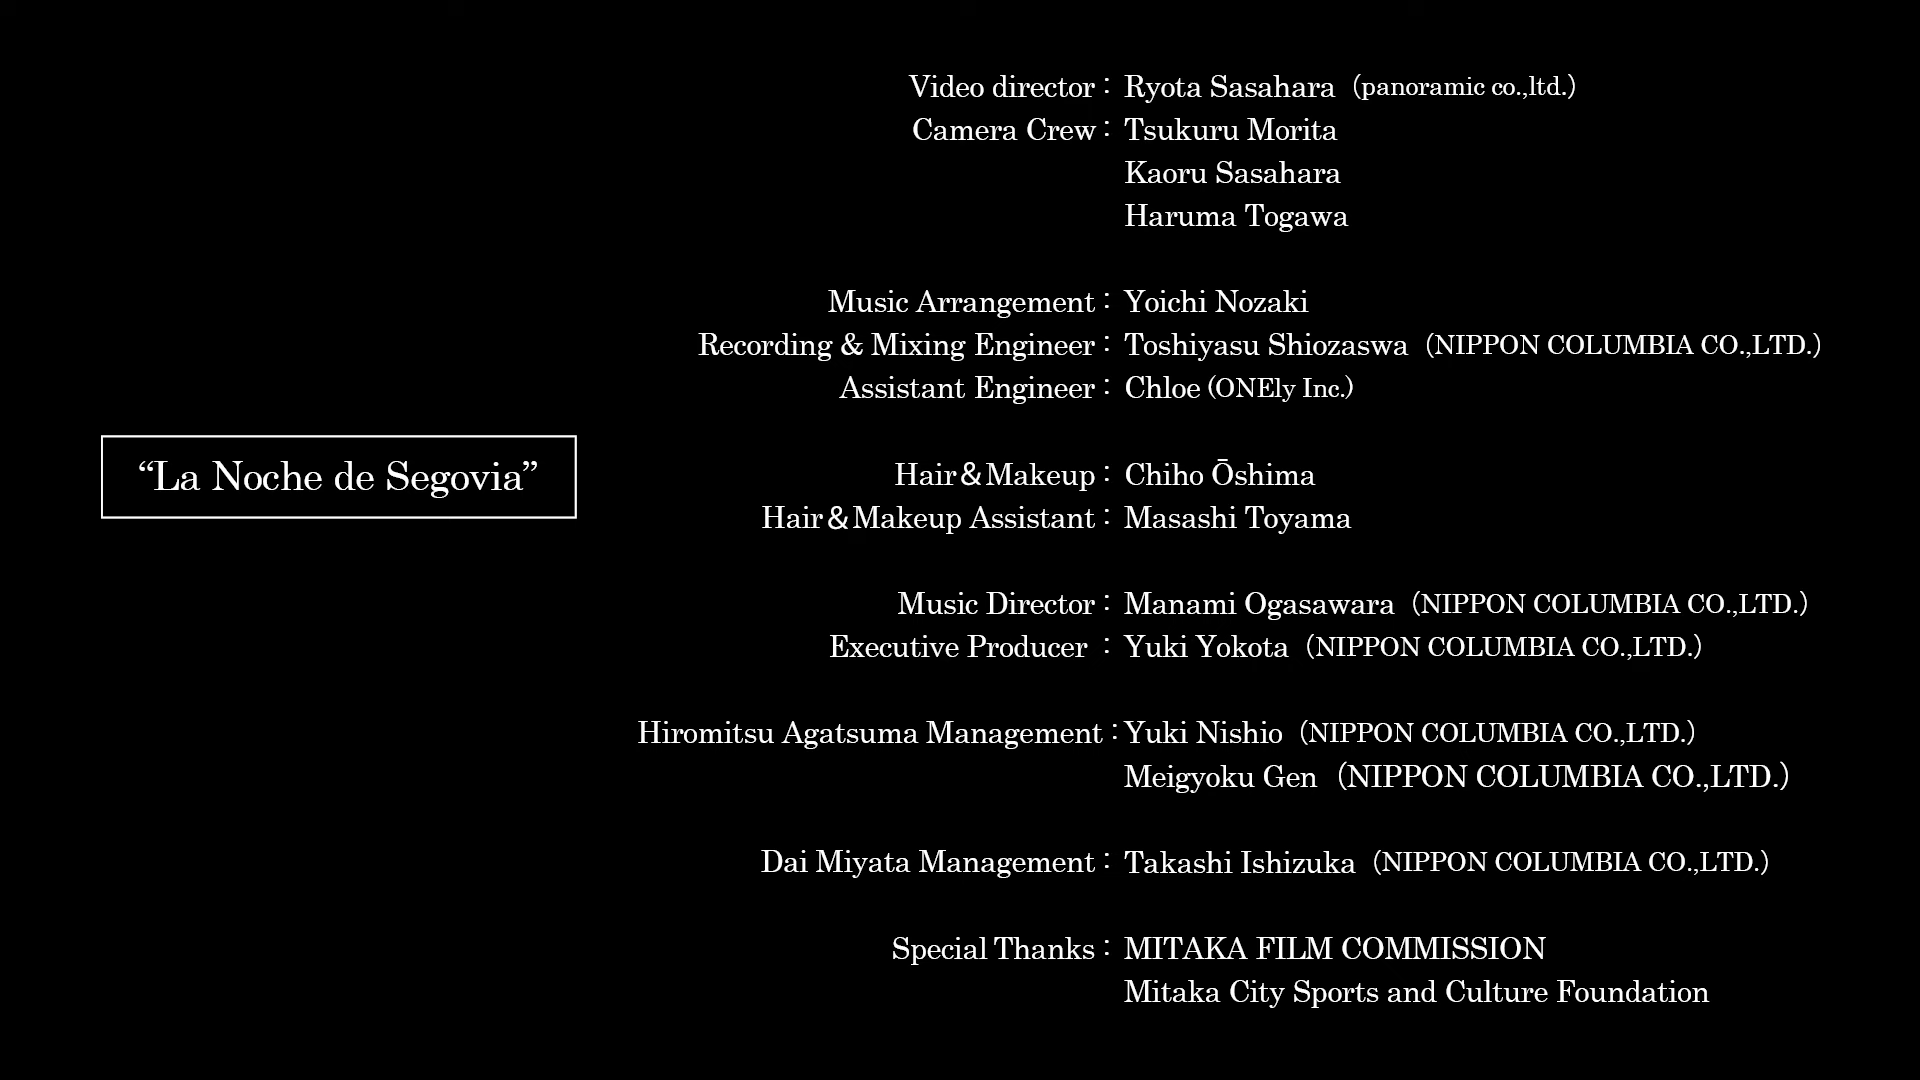 “La Noche de Segovia”
Video director : Ryota Sasahara (panoramic co.,ltd.)
Camera Crew : Tsukuru Morita
Kaoru Sasahara
Haruma Togawa
Music Arrangement : Yoichi Nozaki
Recording & Mixing Engineer : Toshiyasu Shiozaswa (NIPPON COLUMBIA CO.,LTD.)
Assistant Engineer : Chloe (ONEly Inc.)
Hair&Makeup : Chiho Ōshima
Hair&Makeup Assistant : Masashi Toyama
Music Director : Manami Ogasawara (NIPPON COLUMBIA CO.,LTD.)
Executive Producer : Yuki Yokota (NIPPON COLUMBIA CO.,LTD.)
Hiromitsu Agatsuma Management : Yuki Nishio (NIPPON COLUMBIA CO.,LTD.)
Meigyoku Gen (NIPPON COLUMBIA CO.,LTD.)
Dai Miyata Management : Takashi Ishizuka (NIPPON COLUMBIA CO.,LTD.)
Special Thanks : MITAKA FILM COMMISSION
Mitaka City Sports and Culture Foundation